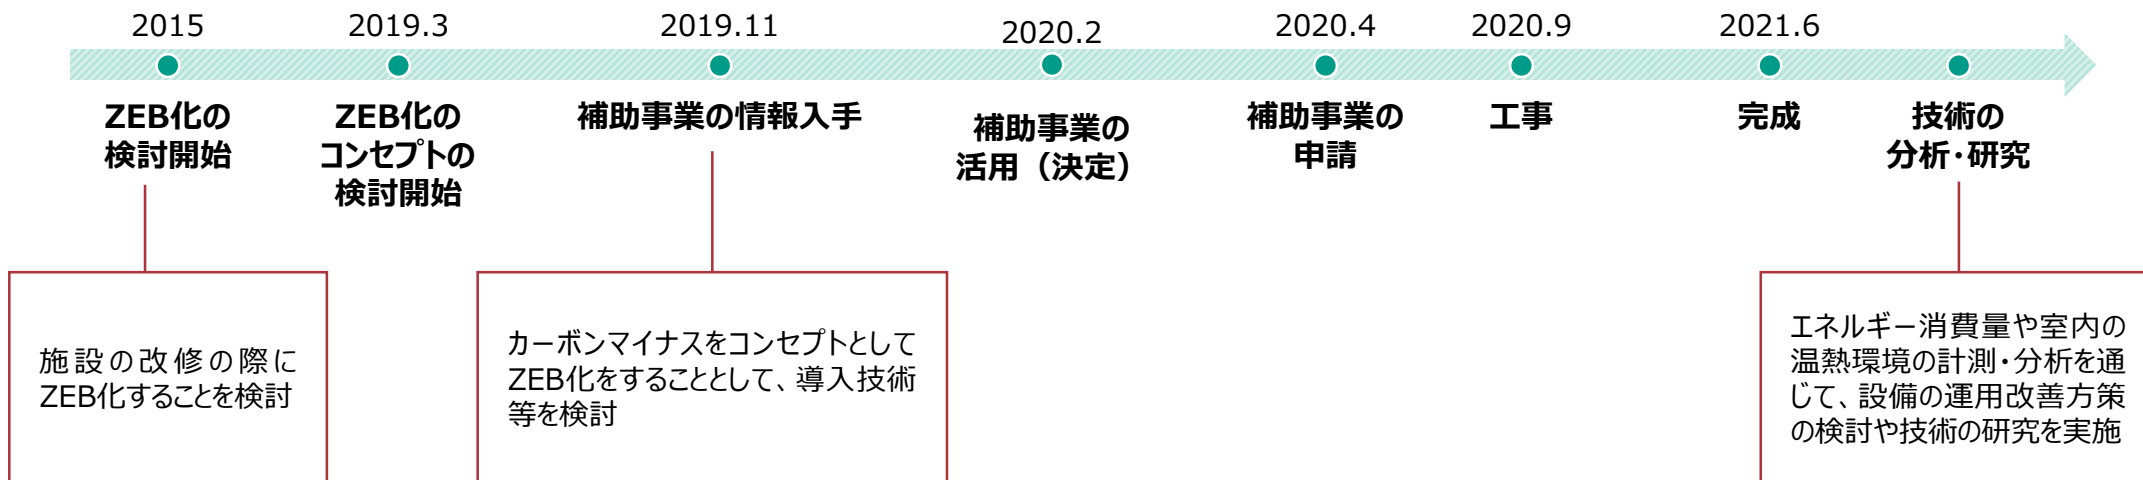 2015
2019.3
2019.11
2020.2
2020.4
2020.9
2021.6
ZEB化の
検討開始
ZEB化の
コンセプトの
検討開始
補助事業の情報入手
補助事業の
活用（決定）
補助事業の
申請
工事
完成
技術の
分析・研究
施設の改修の際に
ZEB化することを検討
カーボンマイナスをコンセプトとして
ZEB化をすることとして、導入技術
等を検討
エネルギー消費量や室内の
温熱環境の計測・分析を通
じて、設備の運用改善方策
の検討や技術の研究を実施